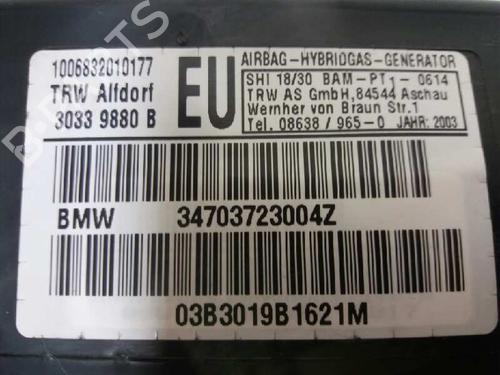 1006832010177
TRW Alfdorf
3033 9880 B
EU
AIRBAG-HYBRIDGAS-GENERATOR
SHI 18/30 BAM-PT1-0614
TRW AS GmbH, 84544 Aschau
Wernher von Braun Str.1
Tel. 08638/965-0 JAHR: 2003
BMW 34703723004Z
03B3019B1621M